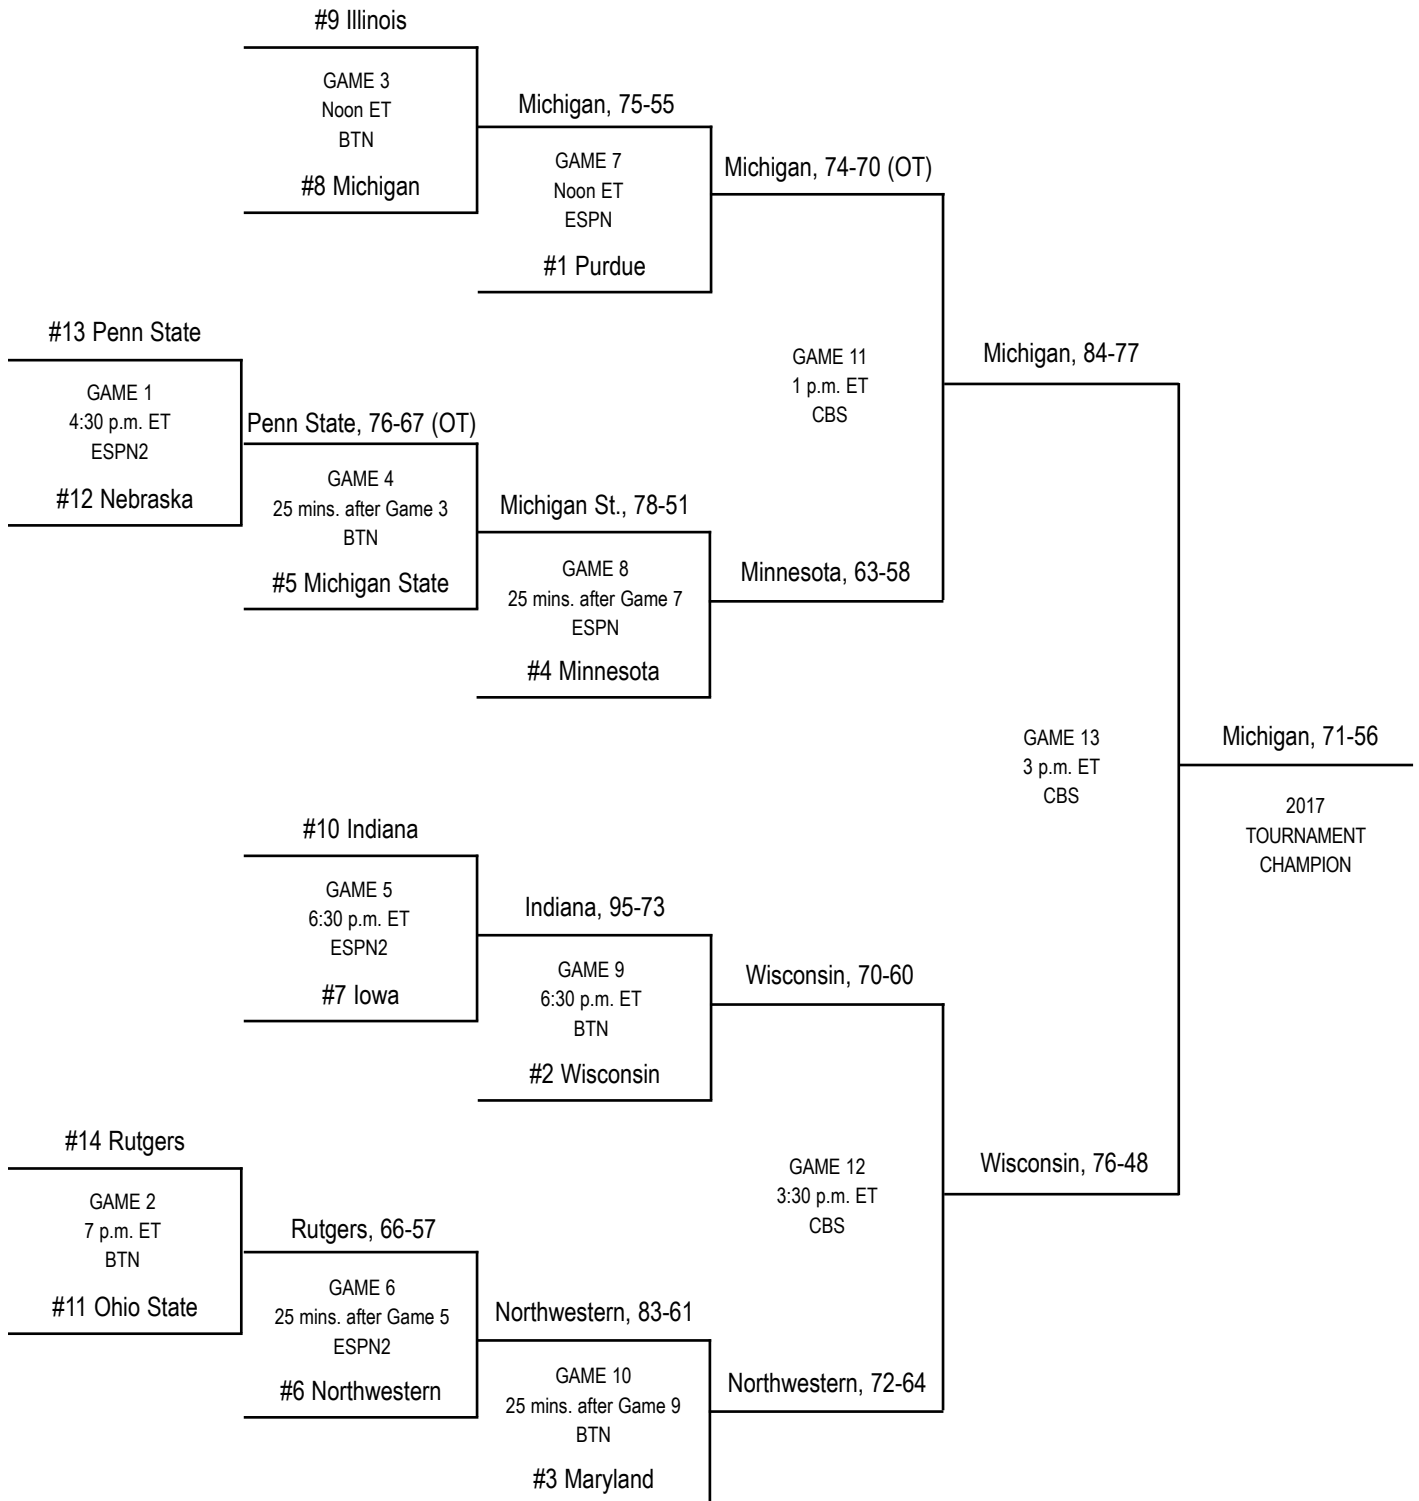 #9 Illinois
GAME 3
Noon ET
BTN
#8 Michigan
Michigan, 75-55
GAME 7
Noon ET
ESPN
#1 Purdue
Michigan, 74-70 (OT)
#13 Penn State
GAME 1
4:30 p.m. ET
ESPN2
#12 Nebraska
Penn State, 76-67 (OT)
GAME 4
25 mins. after Game 3
BTN
#5 Michigan State
Michigan St., 78-51
GAME 8
25 mins. after Game 7
ESPN
#4 Minnesota
Minnesota, 63-58
GAME 11
1 p.m. ET
CBS
Michigan, 84-77
#10 Indiana
GAME 5
6:30 p.m. ET
ESPN2
#7 Iowa
Indiana, 95-73
GAME 9
6:30 p.m. ET
BTN
#2 Wisconsin
Wisconsin, 70-60
#14 Rutgers
GAME 2
7 p.m. ET
BTN
#11 Ohio State
Rutgers, 66-57
GAME 6
25 mins. after Game 5
ESPN2
#6 Northwestern
Northwestern, 83-61
GAME 10
25 mins. after Game 9
BTN
#3 Maryland
Northwestern, 72-64
GAME 12
3:30 p.m. ET
CBS
Wisconsin, 76-48
GAME 13
3 p.m. ET
CBS
Michigan, 71-56
2017
TOURNAMENT
CHAMPION